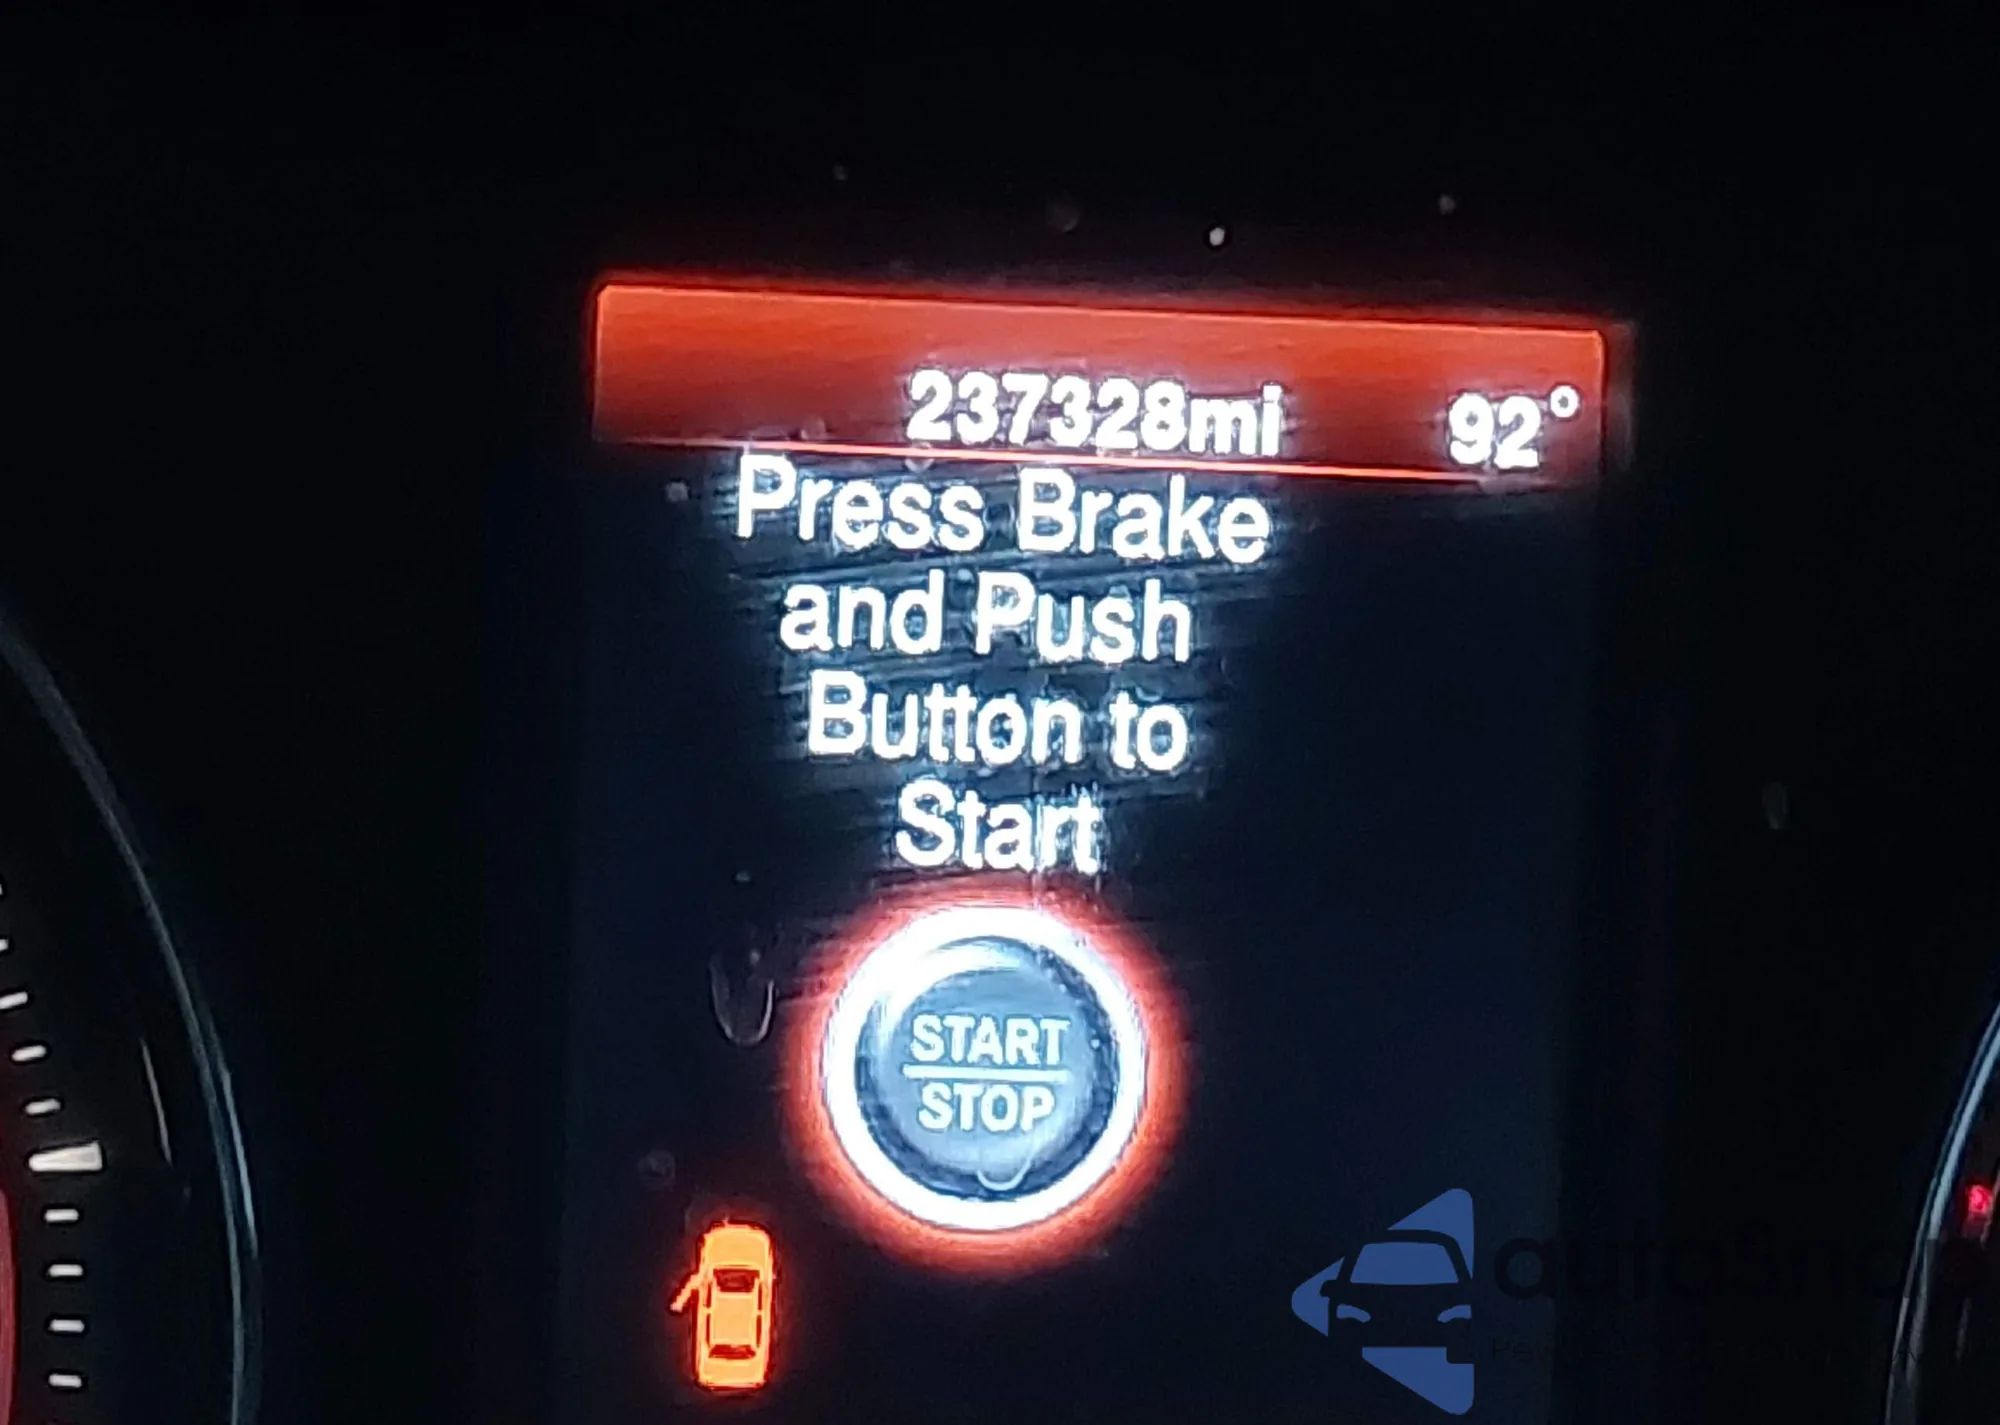 237328mi 92°
Press Brake
and Push
Button to
Start
START
STOP